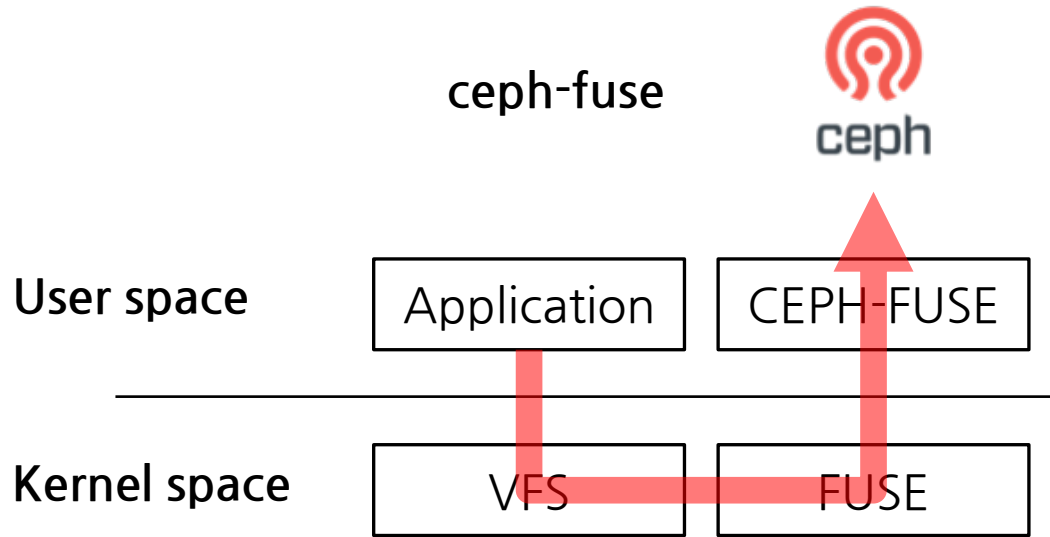 ceph-fuse
ceph
User space
Application
CEPH-FUSE
Kernel space
VFS
FUSE